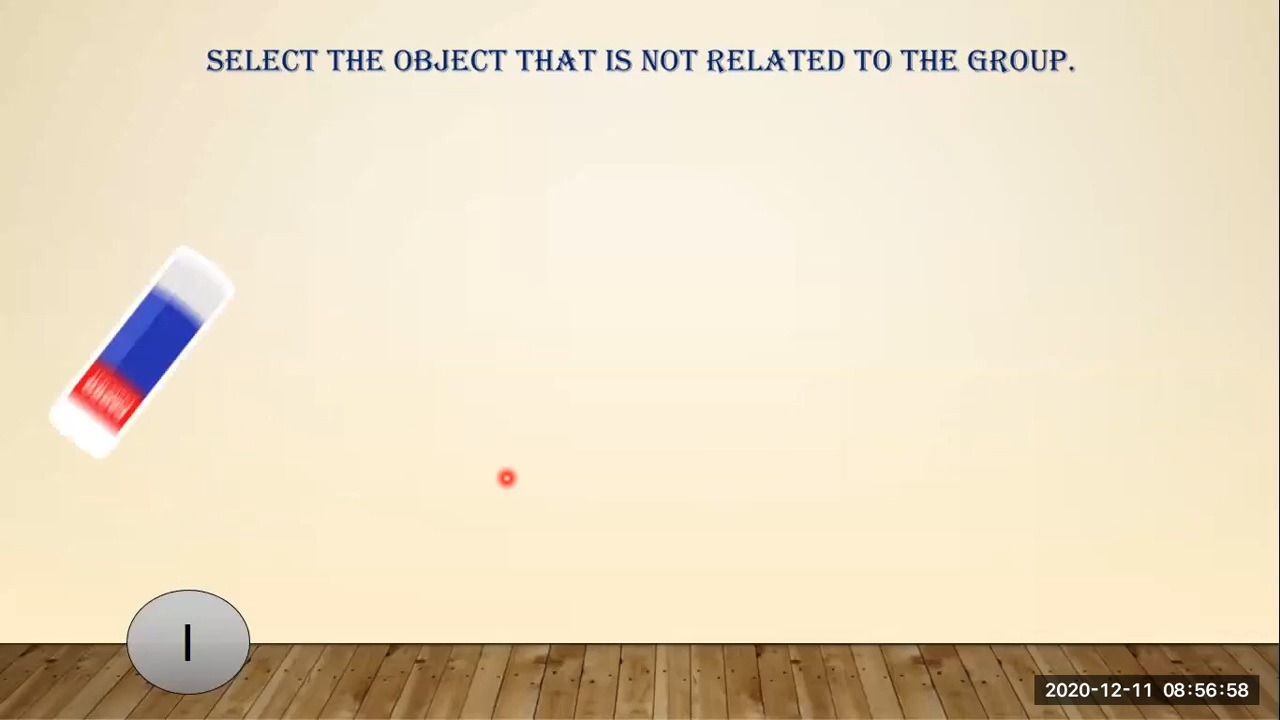 SELECT THE OBJECT THAT IS NOT RELATED TO THE GROUP.
I
2020-12-11 08:56:58